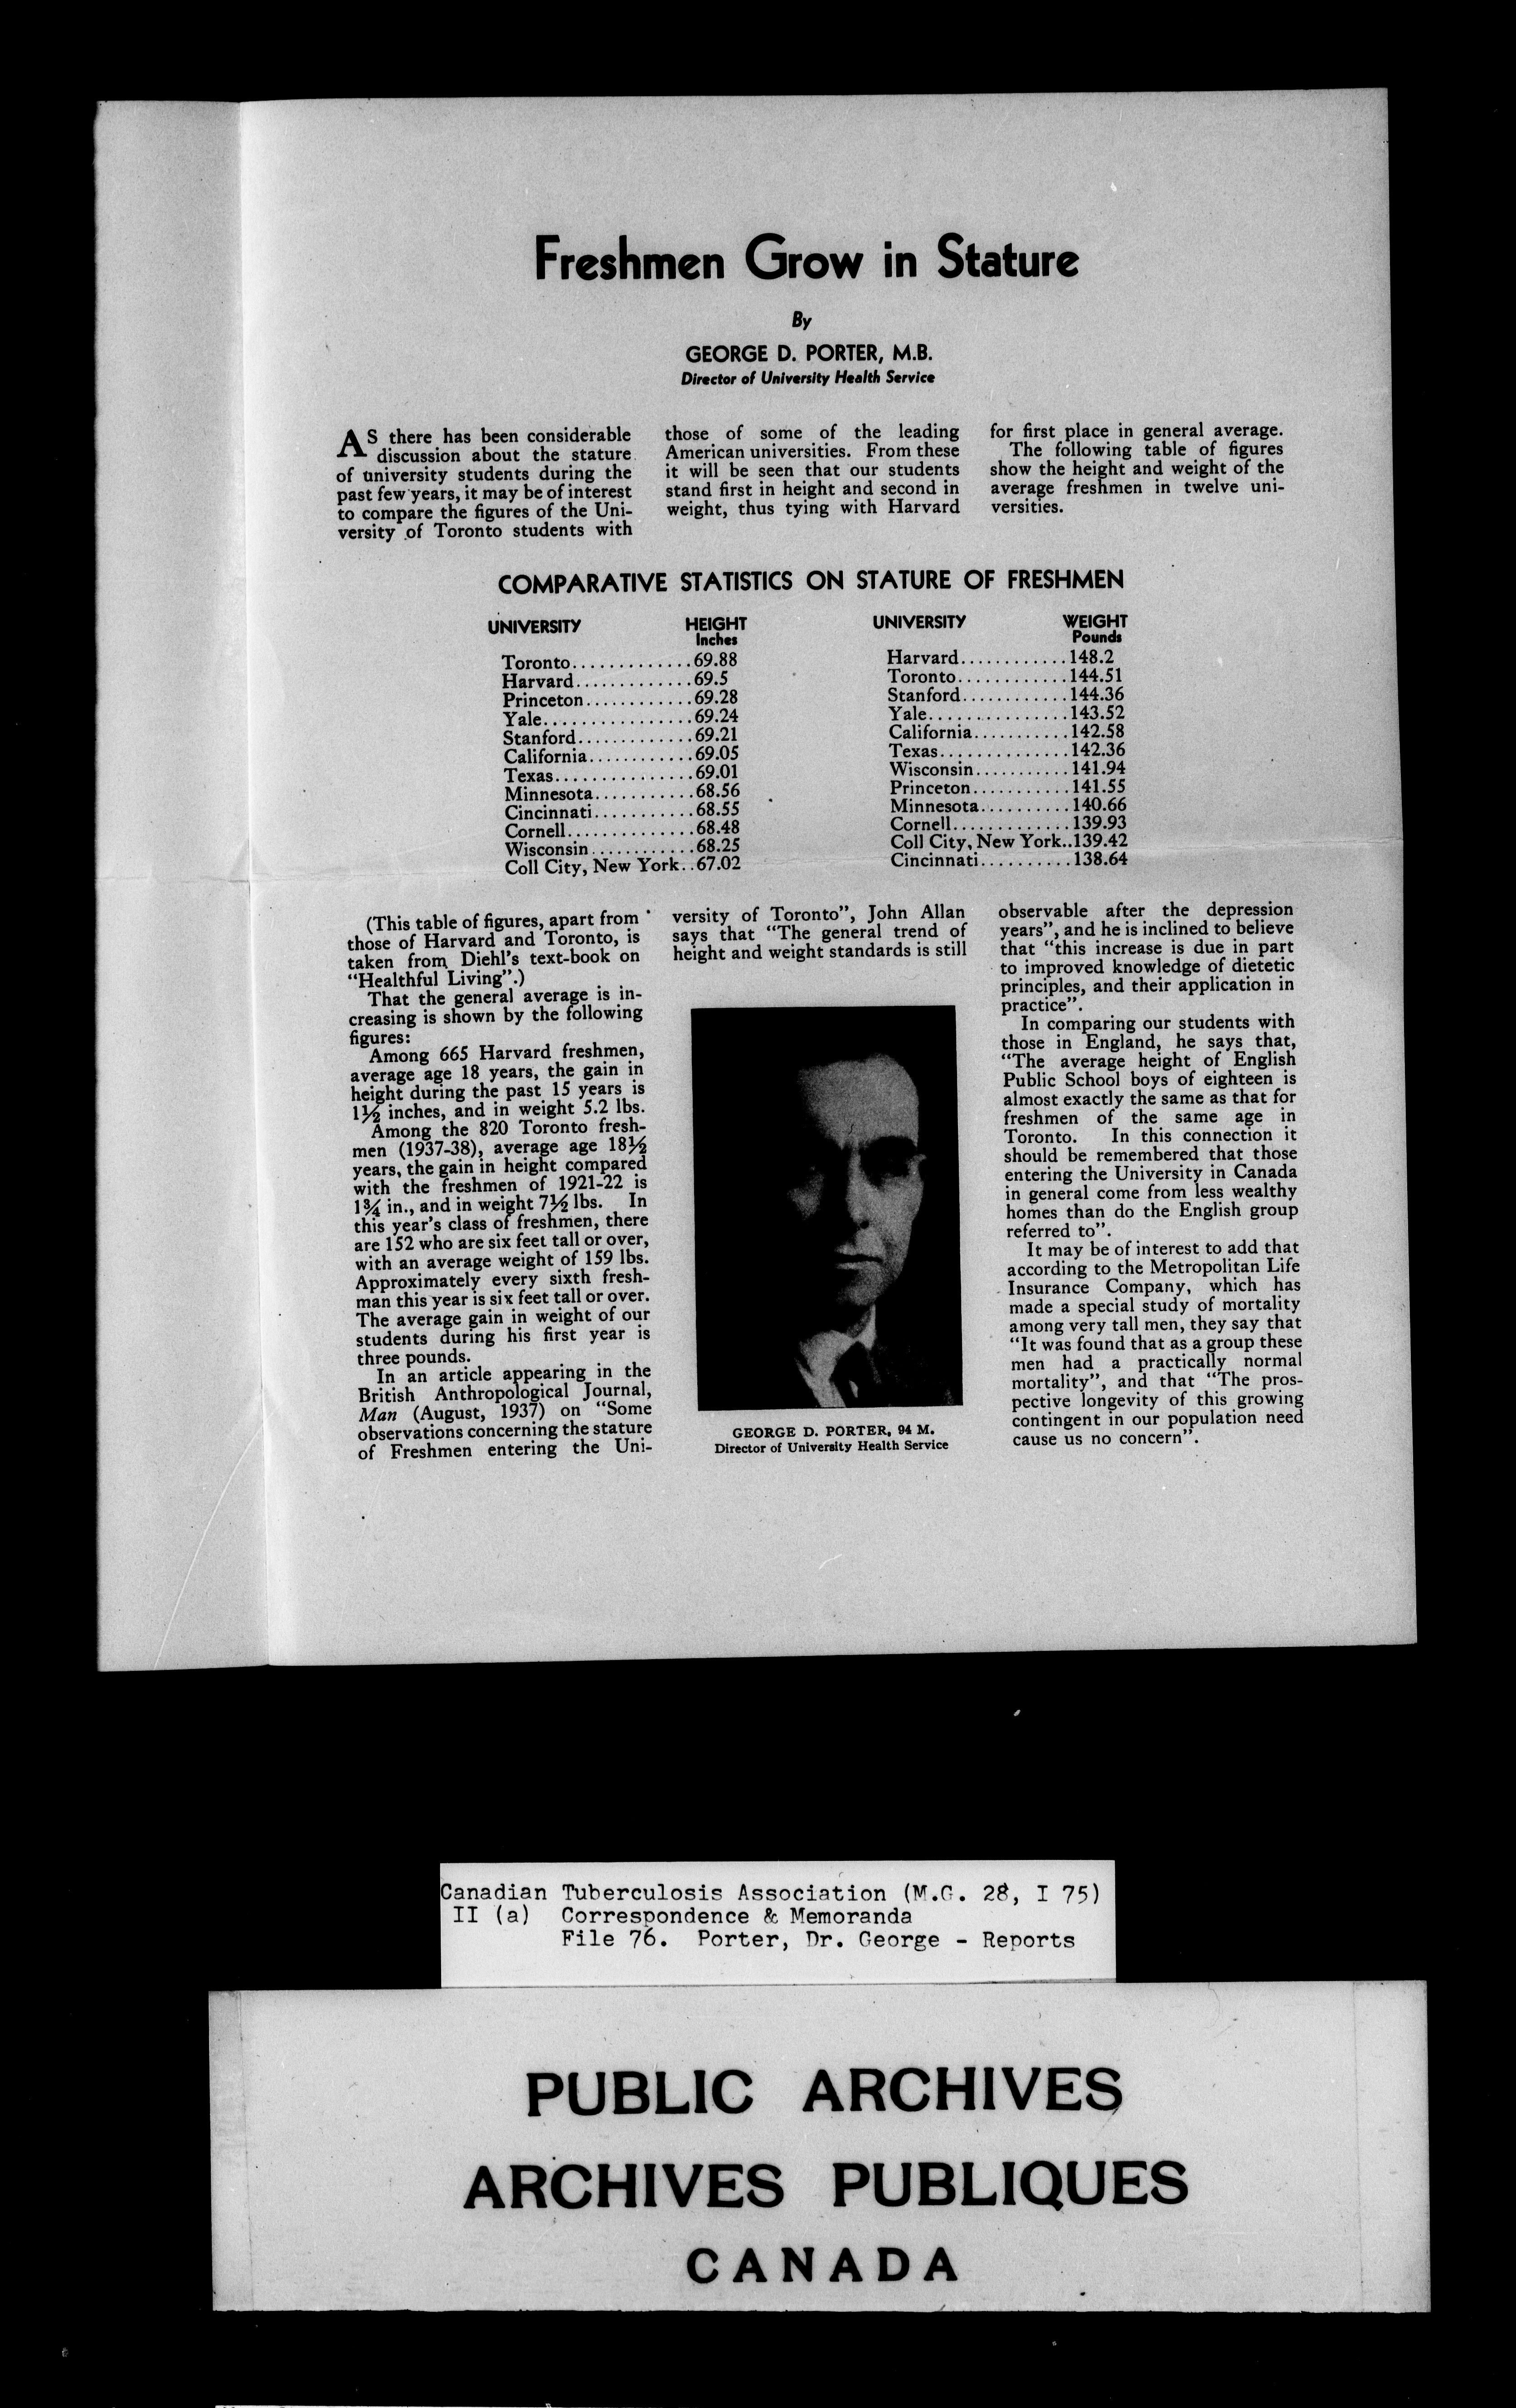 Freshmen Grow in Stature
By
GEORGE D. PORTER, M.B.
Director of University Health Service
AS there has been considerable
discussion about the stature
of university students during the
past few years, it may be of interest
to compare the figures of the Uni-
versity of Toronto students with
those of some of the leading
American universities. From these
it will be seen that our students
stand first in height and second in
weight, thus tying with Harvard
for first place in general average.
The following table of figures
show the height and weight of the
average freshmen in twelve uni-
versities.
COMPARATIVE STATISTICS ON STATURE OF FRESHMEN
UNIVERSITY HEIGHT
Inches
Toronto.............69.88
Harvard.............69.5
Princeton............69.28
Yale................69.24
Stanford.............69.21
California............69.05
Texas...............69.01
Minnesota...........68.56
Cincinnati...........68.55
Cornell..............68.48
Wisconsin............68.25
Coll City, New York..67.02
UNIVERSITY WEIGHT
Pounds
Harvard............148.2
Toronto............144.51
Stanford............144.36
Yale...............143.52
California...........142.58
Texas..............142.36
Wisconsin..........141.94
Princeton...........141.55
Minnesota..........140.66
Cornell.............139.93
Coll City, New York..139.42
Cincinnati..........138.64
(This table of figures, apart from
those of Harvard and Toronto, is
taken from Diehl's text-book on
"Healthful Living".)
That the general average is in-
creasing is shown by the following
figures:
Among 665 Harvard freshmen,
average age 18 years, the gain in
height during the past 15 years is
1½ inches, and in weight 5.2 lbs.
Among the 820 Toronto fresh-
men (1937-38), average age 18½
years, the gain in height compared
with the freshmen of 1921-22 is
1¾ in., and in weight 7½ lbs. In
this year's class of freshmen, there
are 152 who are six feet tall or over,
with an average weight of 159 lbs.
Approximately every sixth fresh-
man this year is six feet tall or over.
The average gain in weight of our
students during his first year is
three pounds.
In an article appearing in the
British Anthropological Journal,
Man (August, 1937) on "Some
observations concerning the stature
of Freshmen entering the Uni-
versity of Toronto", John Allan
says that "The general trend of
height and weight standards is still
GEORGE D. PORTER, 94 M.
Director of University Health Service
observable after the depression
years", and he is inclined to believe
that "this increase is due in part
to improved knowledge of dietetic
principles, and their application in
practice".
In comparing our students with
those in England, he says that,
"The average height of English
Public School boys of eighteen is
almost exactly the same as that for
freshmen of the same age in
Toronto. In this connection it
should be remembered that those
entering the University in Canada
in general come from less wealthy
homes than do the English group
referred to".
It may be of interest to add that
according to the Metropolitan Life
Insurance Company, which has
made a special study of mortality
among very tall men, they say that
"It was found that as a group these
men had a practically normal
mortality", and that "The pros-
pective longevity of this growing
contingent in our population need
cause us no concern".
Canadian Tuberculosis Association (M.G. 28, I 75)
II (a) Correspondence & Memoranda
File 76. Porter, Dr. George - Reports
PUBLIC ARCHIVES
ARCHIVES PUBLIQUES
CANADA